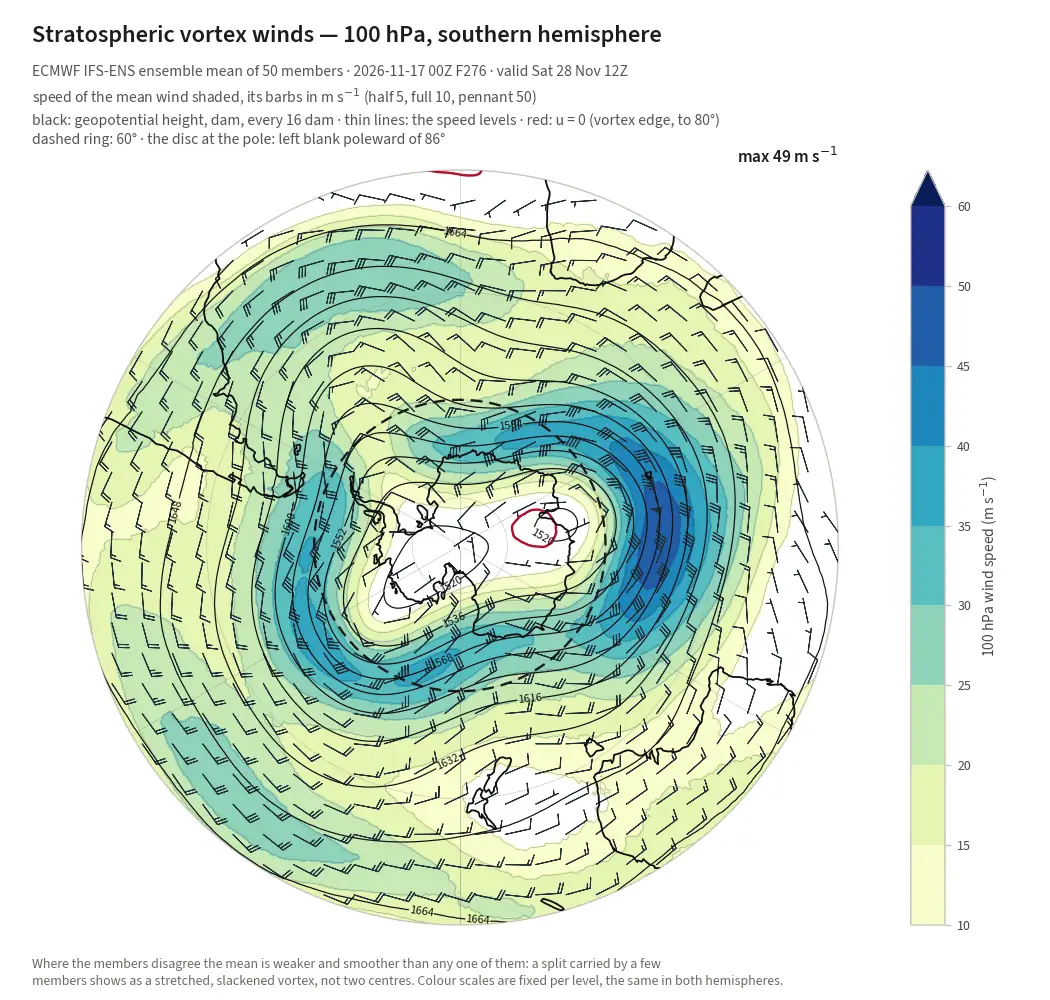 Stratospheric vortex winds — 100 hPa, southern hemisphere
ECMWF IFS-ENS ensemble mean of 50 members · 2026-11-17 00Z F276 · valid Sat 28 Nov 12Z
speed of the mean wind shaded, its barbs in m s⁻¹ (half 5, full 10, pennant 50)
black: geopotential height, dam, every 16 dam · thin lines: the speed levels · red: u = 0 (vortex edge, to 80°)
dashed ring: 60° · the disc at the pole: left blank poleward of 86°
max 49 m s⁻¹
60
50
45
40
35
30
25
20
15
10
100 hPa wind speed (m s⁻¹)
1664
1648
1600
1552
1520
1520
1536
1568
1616
1632
1664
1664
Where the members disagree the mean is weaker and smoother than any one of them: a split carried by a few
members shows as a stretched, slackened vortex, not two centres. Colour scales are fixed per level, the same in both hemispheres.